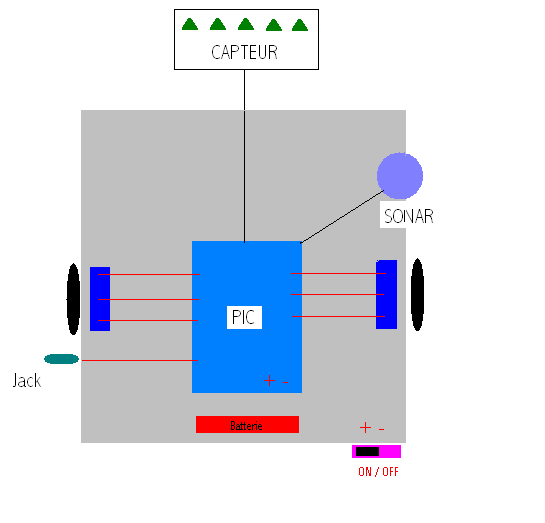 CAPTEUR
SONAR
PIC
Jack
+ -
Batterie
+ -
ON / OFF